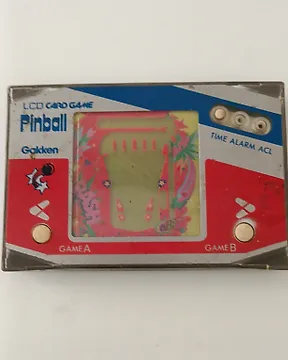 LCD CARD GAME
Pinball
Gakken
TIME ALARM ACL
GAME A
GAME B